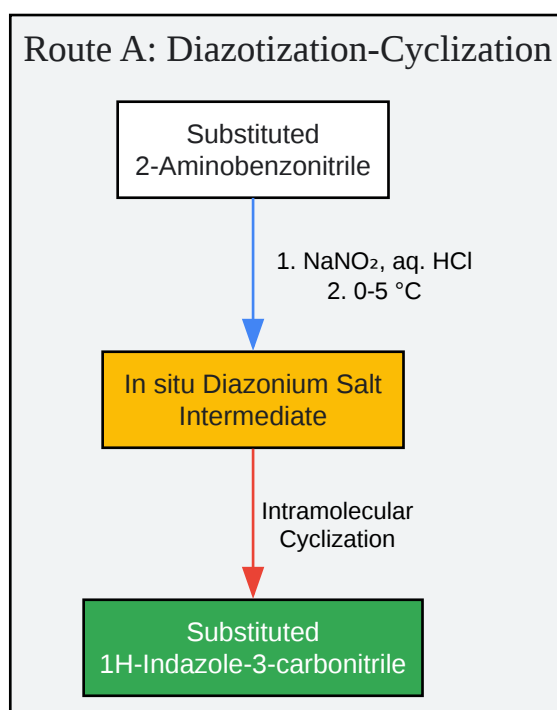 Route A: Diazotization-Cyclization
Substituted
2-Aminobenzonitrile
1. NaNO₂, aq. HCl
2. 0-5 °C
In situ Diazonium Salt
Intermediate
Intramolecular
Cyclization
Substituted
1H-Indazole-3-carbonitrile